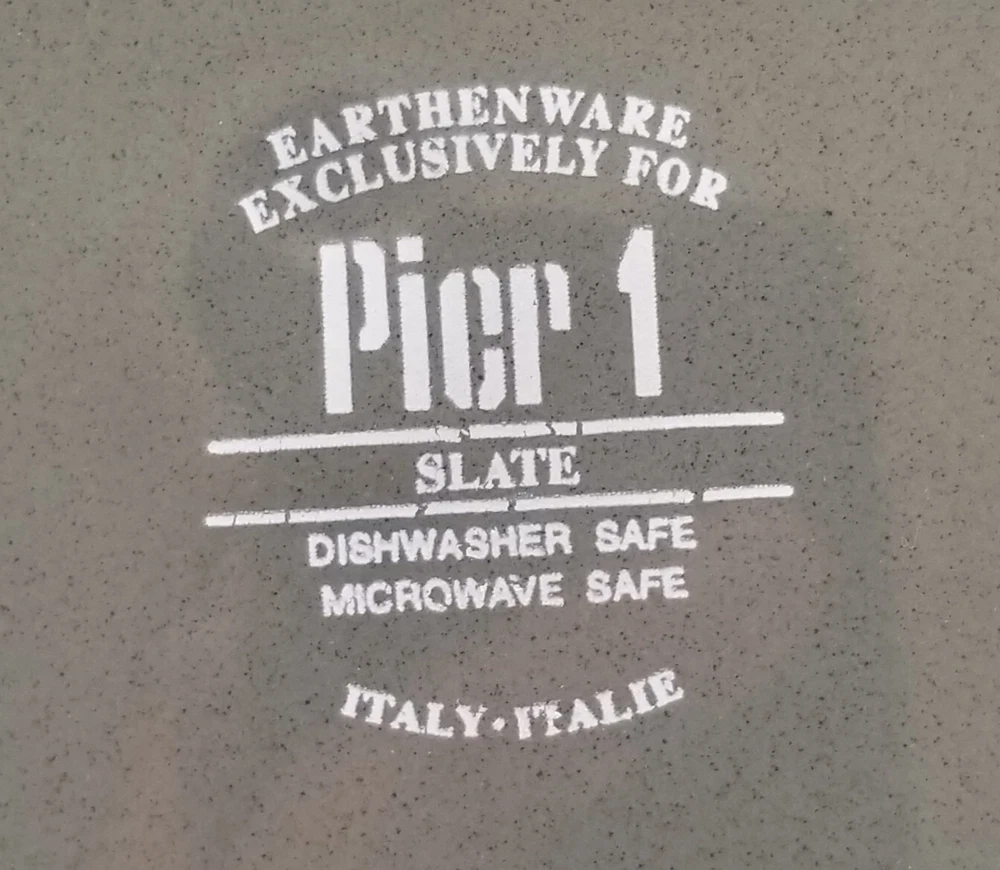 EARTHENWARE
EXCLUSIVELY FOR
Pier 1
SLATE
DISHWASHER SAFE
MICROWAVE SAFE
ITALY·ITALIE